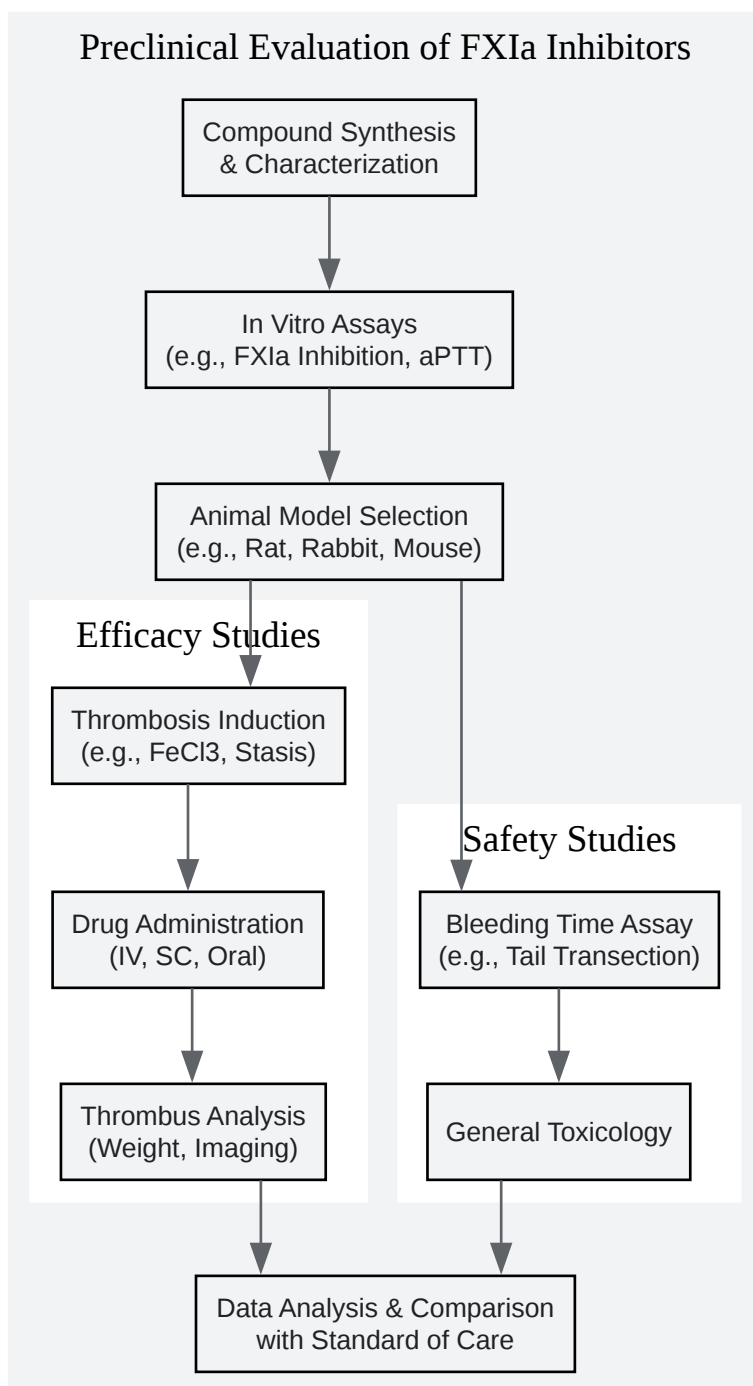 Preclinical Evaluation of FXIa Inhibitors
Compound Synthesis
& Characterization
In Vitro Assays
(e.g., FXIa Inhibition, aPTT)
Animal Model Selection
(e.g., Rat, Rabbit, Mouse)
Efficacy Studies
Thrombosis Induction
(e.g., FeCl3, Stasis)
Drug Administration
(IV, SC, Oral)
Thrombus Analysis
(Weight, Imaging)
Safety Studies
Bleeding Time Assay
(e.g., Tail Transection)
General Toxicology
Data Analysis & Comparison
with Standard of Care